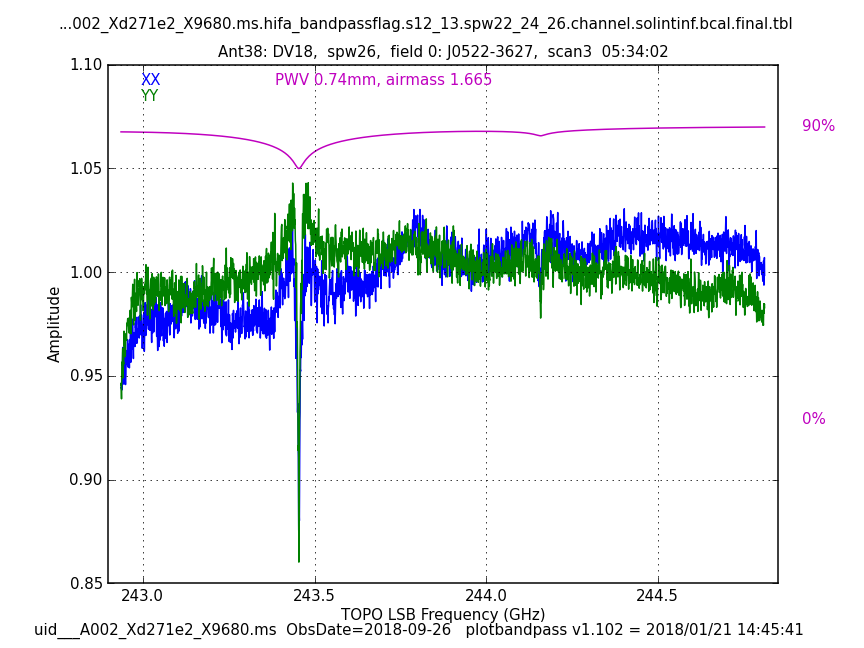 ...002_Xd271e2_X9680.ms.hifa_bandpassflag.s12_13.spw22_24_26.channel.solintinf.bcal.final.tbl
Ant38: DV18, spw26, field 0: J0522-3627, scan3 05:34:02
1.10
XX
PWV 0.74mm, airmass 1.665
YY
90%
1.05
1.00
Amplitude
0.95
0%
0.90
0.85
243.0 243.5 244.0 244.5
TOPO LSB Frequency (GHz)
uid___A002_Xd271e2_X9680.ms ObsDate=2018-09-26 plotbandpass v1.102 = 2018/01/21 14:45:41